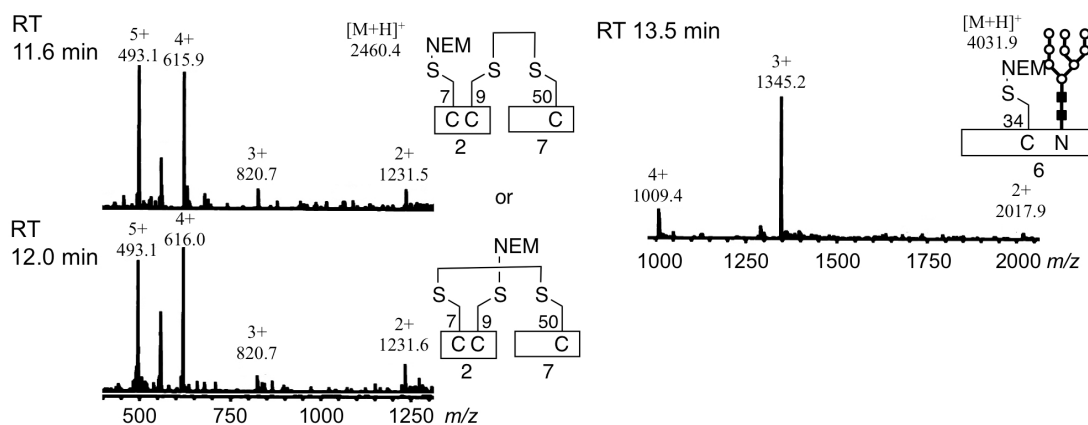 RT
11.6 min
5+
493.1
4+
615.9
3+
820.7
2+
1231.5
[M+H]+
2460.4
NEM
S
S
S
7
9
50
C C
C
2
7
or
RT
12.0 min
5+
493.1
4+
616.0
3+
820.7
2+
1231.6
NEM
S
S
S
7
9
50
C C
C
2
7
500
750
1000
1250
m/z
RT 13.5 min
4+
1009.4
3+
1345.2
2+
2017.9
[M+H]+
4031.9
NEM
S
34
C N
6
1000
1250
1500
1750
2000
m/z